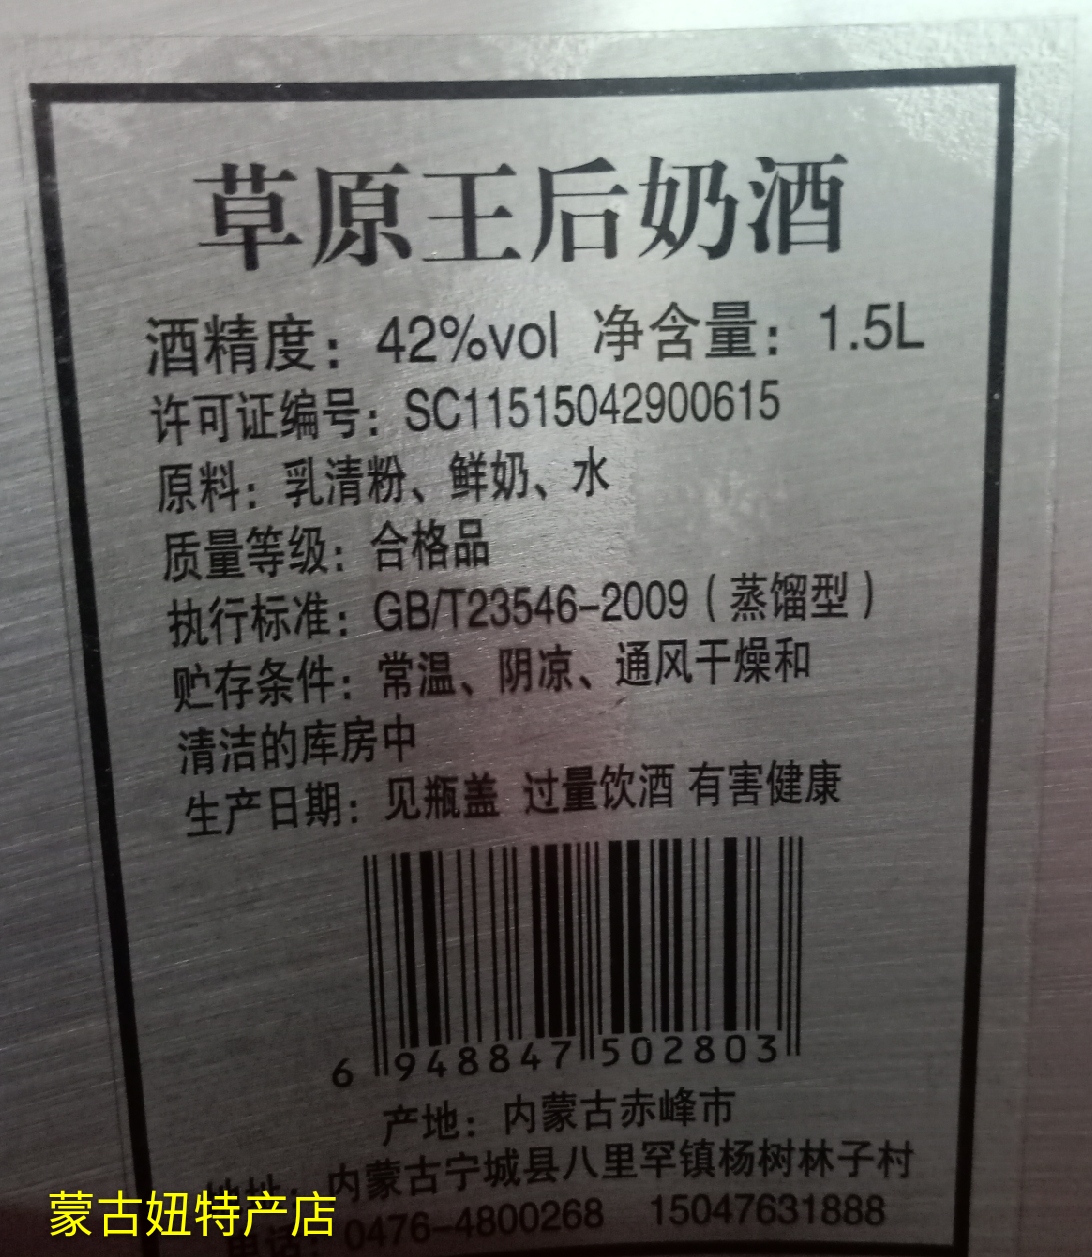 草原王后奶酒
酒精度：42%vol 净含量：1.5L
许可证编号：SC11515042900615
原料：乳清粉、鲜奶、水
质量等级：合格品
执行标准：GB/T23546-2009（蒸馏型）
贮存条件：常温、阴凉、通风干燥和
清洁的库房中
生产日期：见瓶盖 过量饮酒 有害健康
6 948847 502803
产地：内蒙古赤峰市
地址：内蒙古宁城县八里罕镇杨树林子村
电话：0476-4800268 15047631888
蒙古妞特产店